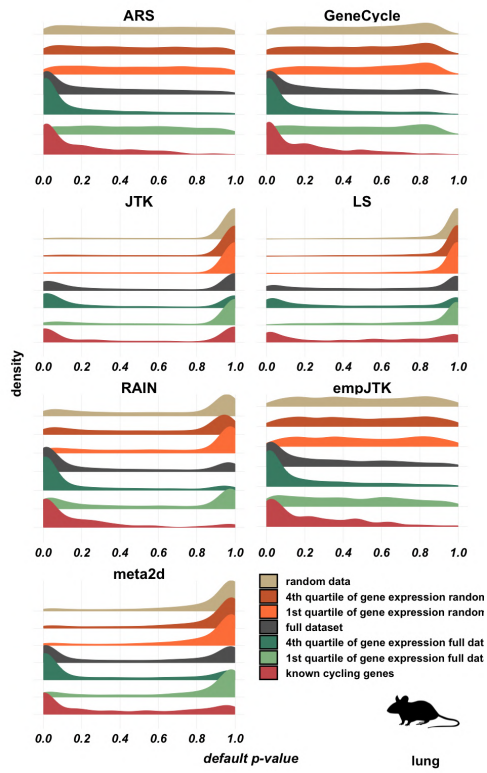 ARS
GeneCycle
0.0 0.2 0.4 0.6 0.8 1.0
0.0 0.2 0.4 0.6 0.8 1.0
JTK
LS
0.0 0.2 0.4 0.6 0.8 1.0
0.0 0.2 0.4 0.6 0.8 1.0
density
RAIN
empJTK
0.0 0.2 0.4 0.6 0.8 1.0
0.0 0.2 0.4 0.6 0.8 1.0
meta2d
0.0 0.2 0.4 0.6 0.8 1.0
random data
4th quartile of gene expression random
1st quartile of gene expression random
full dataset
4th quartile of gene expression full dat
1st quartile of gene expression full data
known cycling genes
default p-value
lung